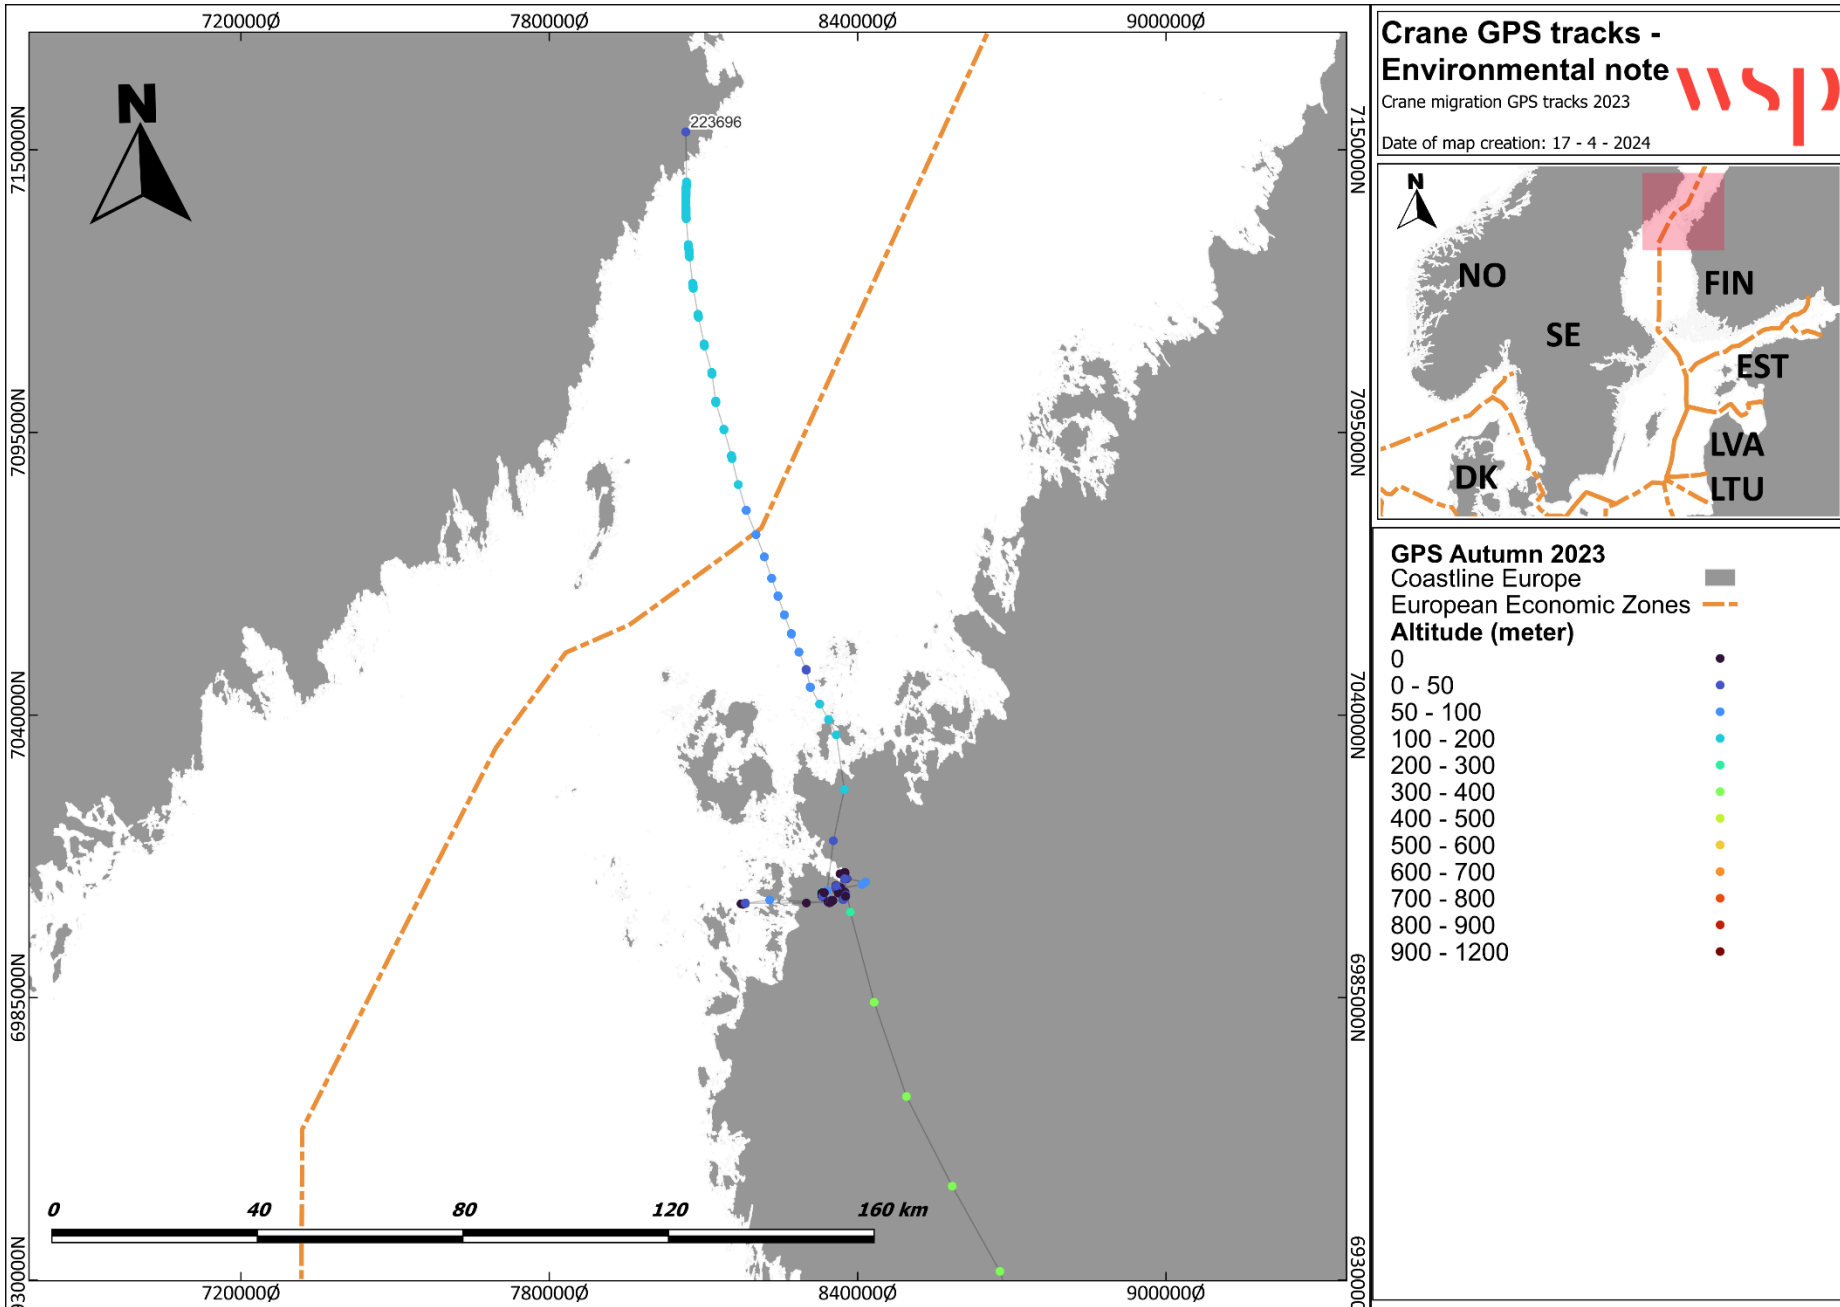 7200000
7800000
8400000
9000000
Crane GPS tracks -
Environmental note
wsp
Crane migration GPS tracks 2023
Date of map creation: 17 - 4 - 2024
N
223696
7150000N
7150000N
N
NO
FIN
SE
EST
LVA
DK
LTU
7095000N
7095000N
GPS Autumn 2023
Coastline Europe
European Economic Zones
Altitude (meter)
0
0 - 50
50 - 100
100 - 200
200 - 300
300 - 400
400 - 500
500 - 600
600 - 700
700 - 800
800 - 900
900 - 1200
7040000N
7040000N
6985000N
6985000N
0 40 80 120 160 km
6930000N
7200000
7800000
8400000
9000000